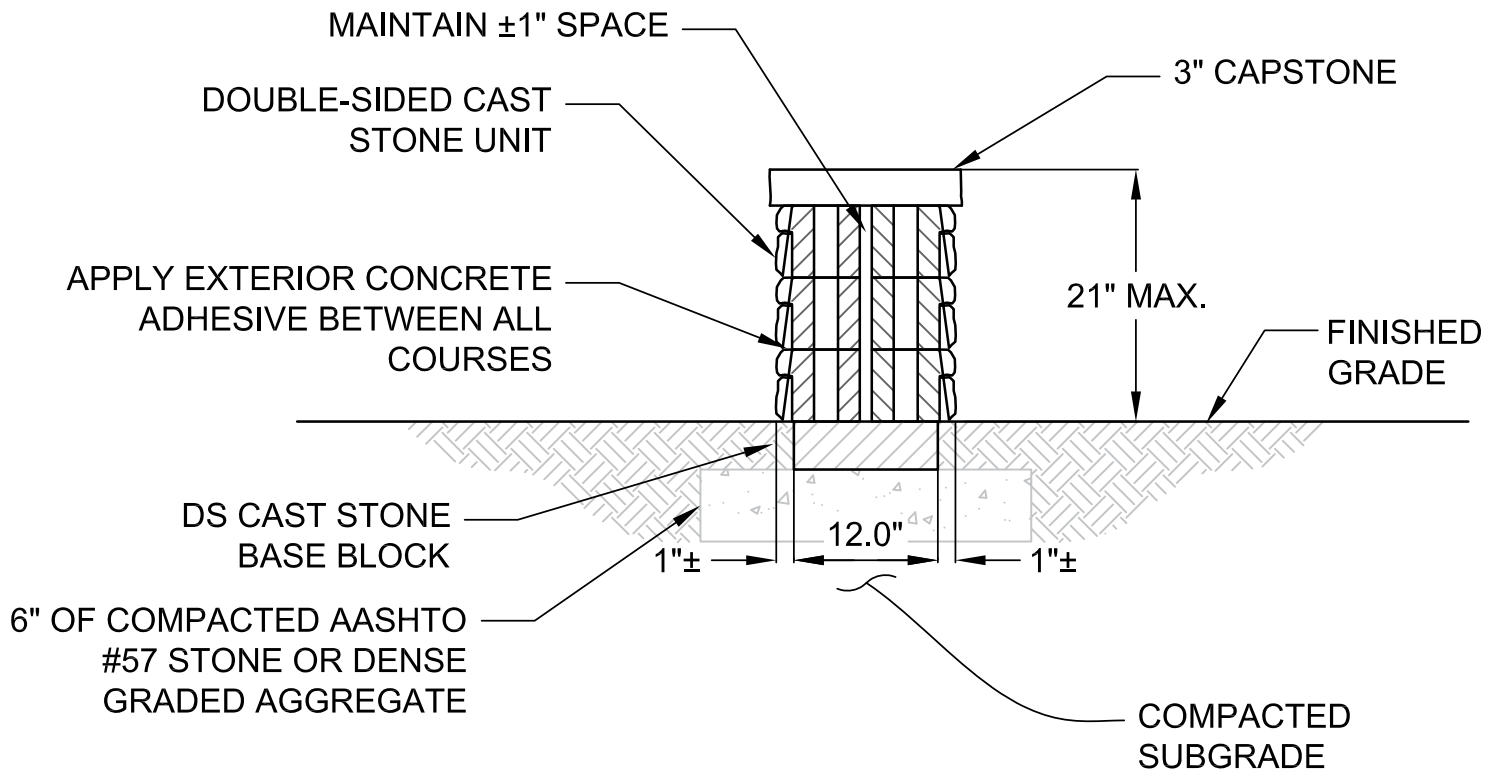 MAINTAIN ±1" SPACE
3" CAPSTONE
DOUBLE-SIDED CAST
STONE UNIT
APPLY EXTERIOR CONCRETE
ADHESIVE BETWEEN ALL
COURSES
21" MAX.
FINISHED
GRADE
DS CAST STONE
BASE BLOCK
12.0"
1"±
1"±
6" OF COMPACTED AASHTO
#57 STONE OR DENSE
GRADED AGGREGATE
COMPACTED
SUBGRADE